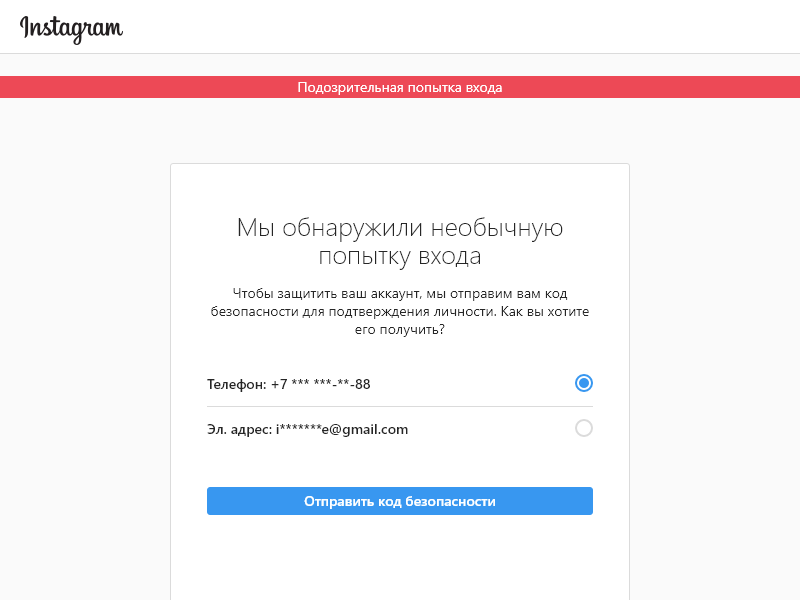 Instagram
Подозрительная попытка входа
Мы обнаружили необычную
попытку входа
Чтобы защитить ваш аккаунт, мы отправим вам код
безопасности для подтверждения личности. Как вы хотите
его получить?
Телефон: +7 *** ***-**-88
Эл. адрес: i*******e@gmail.com
Отправить код безопасности